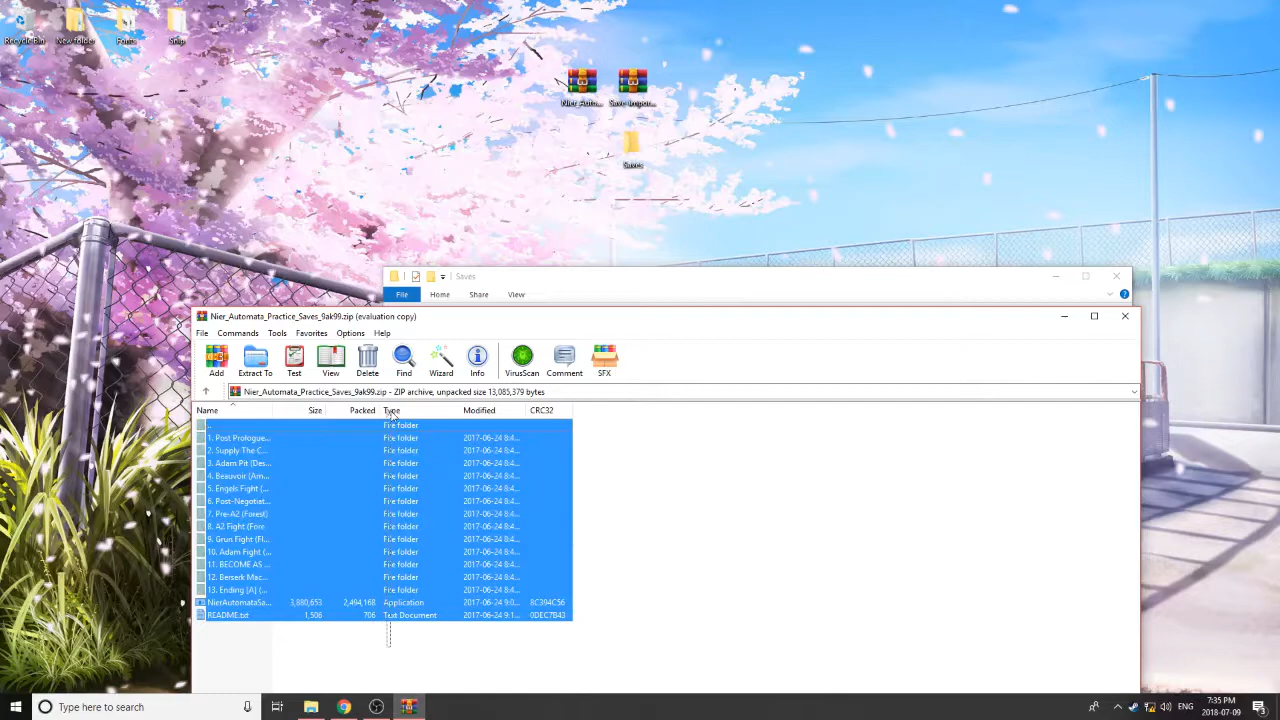 Recycle Bin New folder Fonts Snip
Nier_Auto... Save Impor...
Saves
Saves
File Home Share View
Nier_Automata_Practice_Saves_9ak99.zip (evaluation copy)
File Commands Tools Favorites Options Help
Add Extract To Test View Delete Find Wizard Info VirusScan Comment SFX
Nier_Automata_Practice_Saves_9ak99.zip - ZIP archive, unpacked size 13,085,379 bytes
Name Size Packed Type Modified CRC32
.. File folder
1. Post Prologue... File folder 2017-06-24 8:4...
2. Supply The C... File folder 2017-06-24 8:4...
3. Adam Pit (Des... File folder 2017-06-24 8:4...
4. Beauvoir (Am... File folder 2017-06-24 8:4...
5. Engels Fight (... File folder 2017-06-24 8:4...
6. Post-Negotiat... File folder 2017-06-24 8:4...
7. Pre-A2 (Forest) File folder 2017-06-24 8:4...
8. A2 Fight (Fore File folder 2017-06-24 8:4...
9. Grun Fight (Fl... File folder 2017-06-24 8:4...
10. Adam Fight (... File folder 2017-06-24 8:4...
11. BECOME AS ... File folder 2017-06-24 8:4...
12. Berserk Mac... File folder 2017-06-24 8:4...
13. Ending [A] (... File folder 2017-06-24 8:4...
NierAutomataSa... 3,880,653 2,494,168 Application 2017-06-24 9:0... 8C394C56
README.txt 1,506 706 Text Document 2017-06-24 9:1... 0DEC7B43
Type here to search
ENG 7:35 PM
2018-07-09